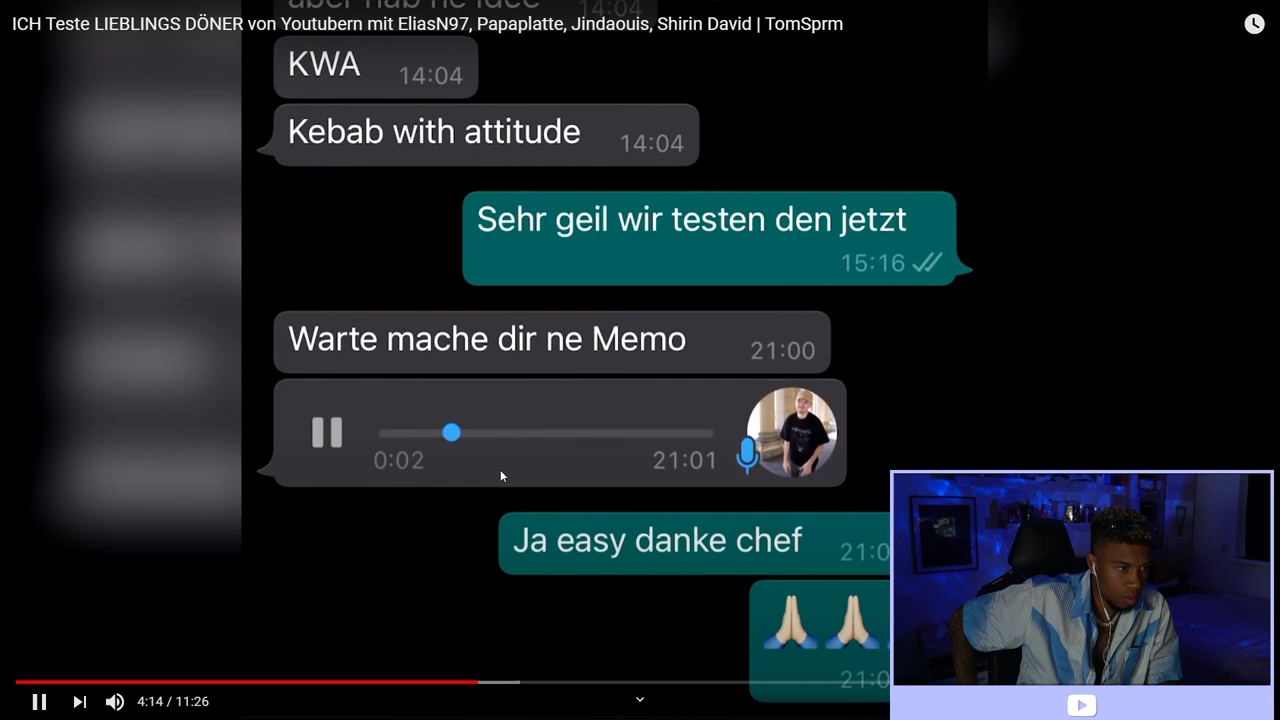 aber hab ne idee 14:04
ICH Teste LIEBLINGS DÖNER von Youtubern mit EliasN97, Papaplatte, Jindaouis, Shirin David | TomSprm
KWA 14:04
Kebab with attitude 14:04
Sehr geil wir testen den jetzt
15:16
Warte mache dir ne Memo 21:00
0:02 21:01
Ja easy danke chef 21:0
21:0
4:14 / 11:26